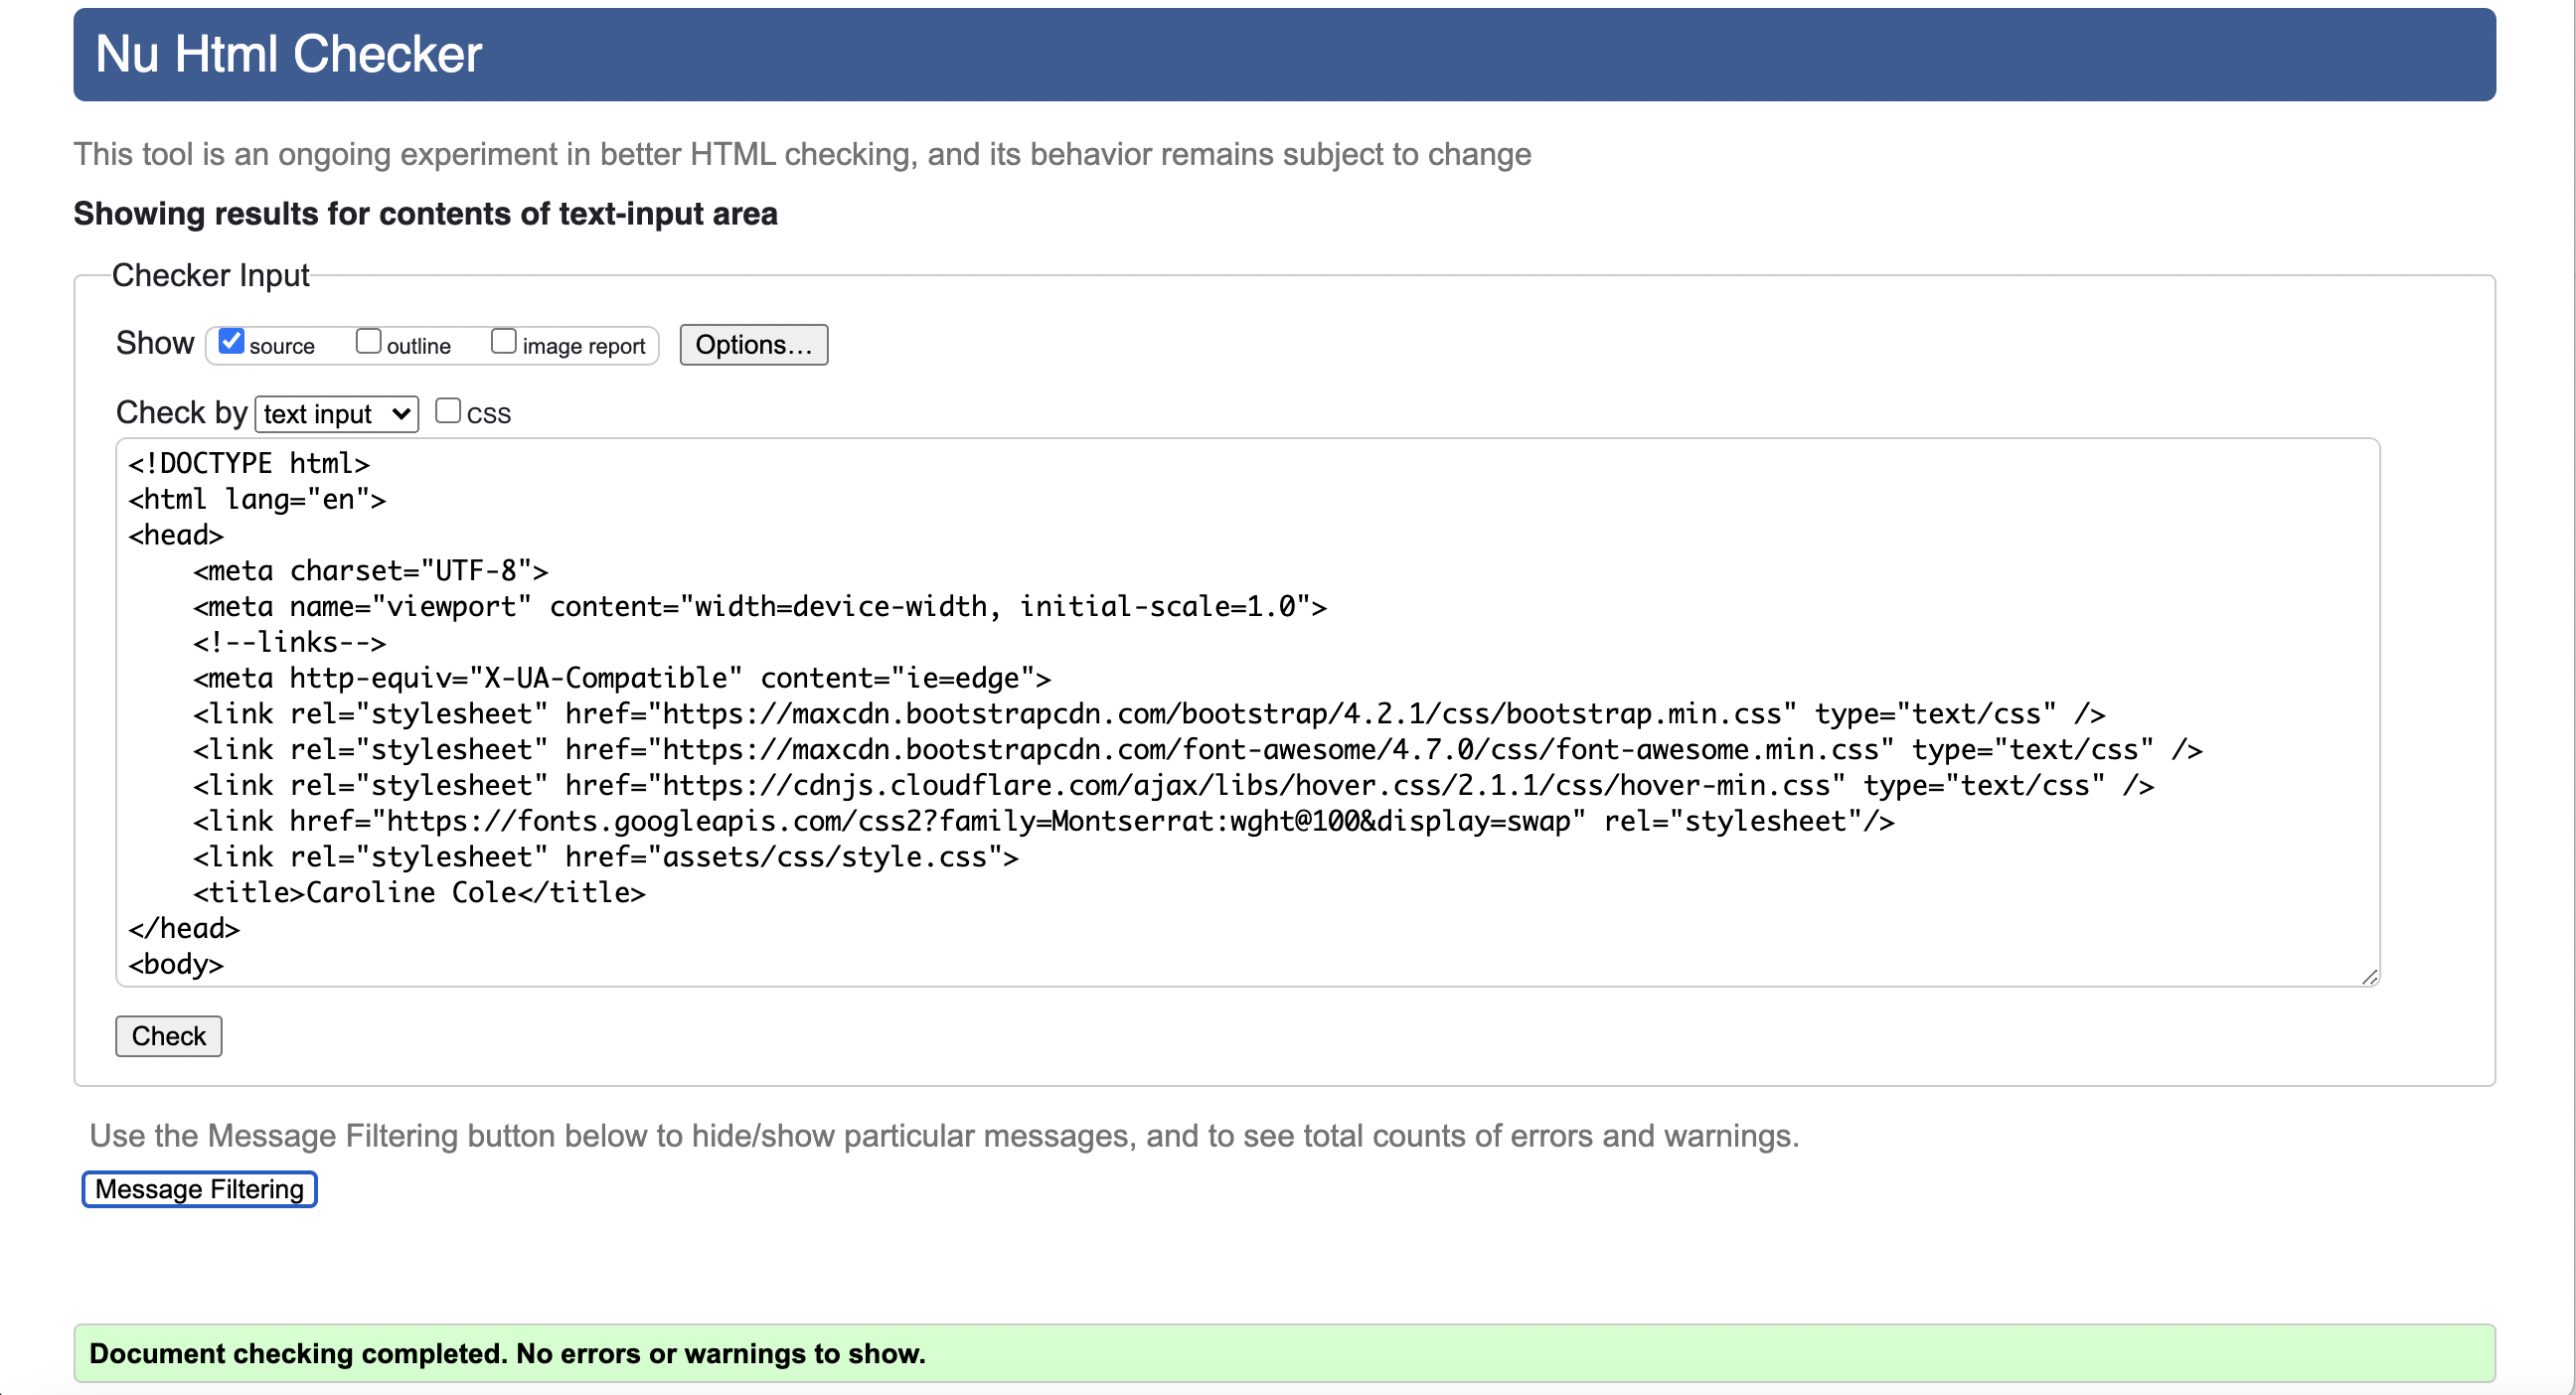 Nu Html Checker
This tool is an ongoing experiment in better HTML checking, and its behavior remains subject to change
Showing results for contents of text-input area
Checker Input
Show source outline image report Options...
Check by text input CSS
<!DOCTYPE html>
<html lang="en">
<head>
    <meta charset="UTF-8">
    <meta name="viewport" content="width=device-width, initial-scale=1.0">
    <!--links-->
    <meta http-equiv="X-UA-Compatible" content="ie=edge">
    <link rel="stylesheet" href="https://maxcdn.bootstrapcdn.com/bootstrap/4.2.1/css/bootstrap.min.css" type="text/css" />
    <link rel="stylesheet" href="https://maxcdn.bootstrapcdn.com/font-awesome/4.7.0/css/font-awesome.min.css" type="text/css" />
    <link rel="stylesheet" href="https://cdnjs.cloudflare.com/ajax/libs/hover.css/2.1.1/css/hover-min.css" type="text/css" />
    <link href="https://fonts.googleapis.com/css2?family=Montserrat:wght@100&display=swap" rel="stylesheet"/>
    <link rel="stylesheet" href="assets/css/style.css">
    <title>Caroline Cole</title>
</head>
<body>
Check
Use the Message Filtering button below to hide/show particular messages, and to see total counts of errors and warnings.
Message Filtering
Document checking completed. No errors or warnings to show.